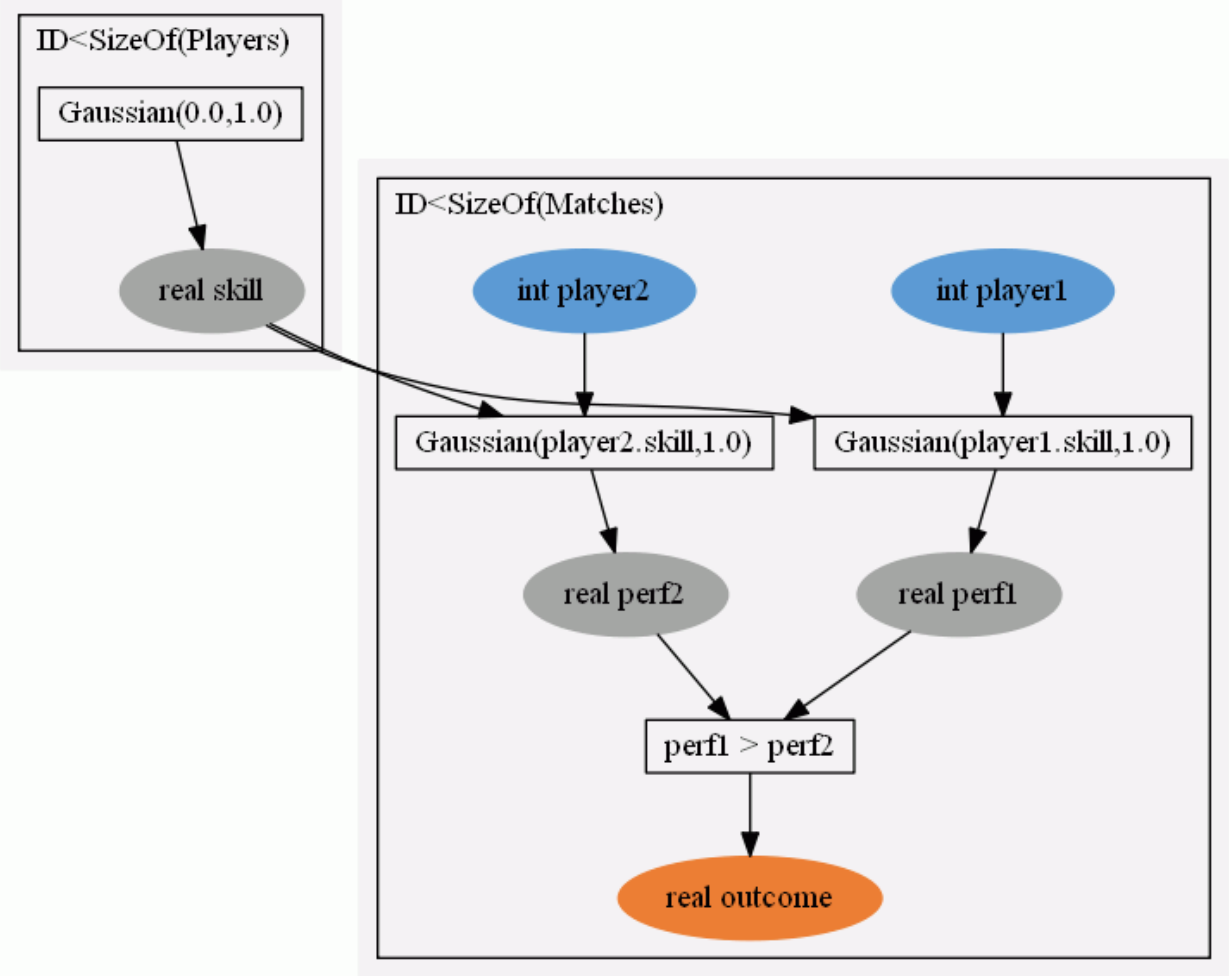 ID<SizeOf(Players)
Gaussian(0.0,1.0)
real skill
ID<SizeOf(Matches)
int player2
int player1
Gaussian(player2.skill,1.0)
Gaussian(player1.skill,1.0)
real perf2
real perf1
perf1 > perf2
real outcome